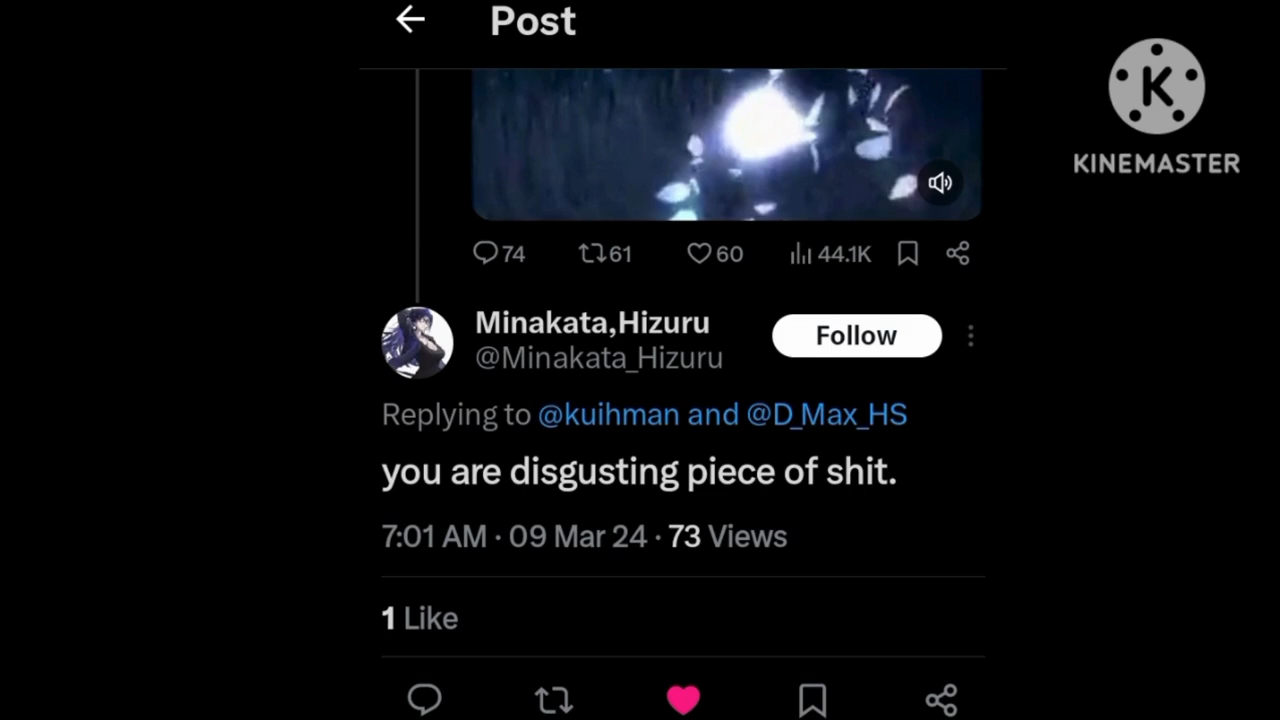 Post
K
KINEMASTER
74 61 60 44.1K
Minakata,Hizuru
Follow
@Minakata_Hizuru
Replying to @kuihman and @D_Max_HS
you are disgusting piece of shit.
7:01 AM · 09 Mar 24 · 73 Views
1 Like